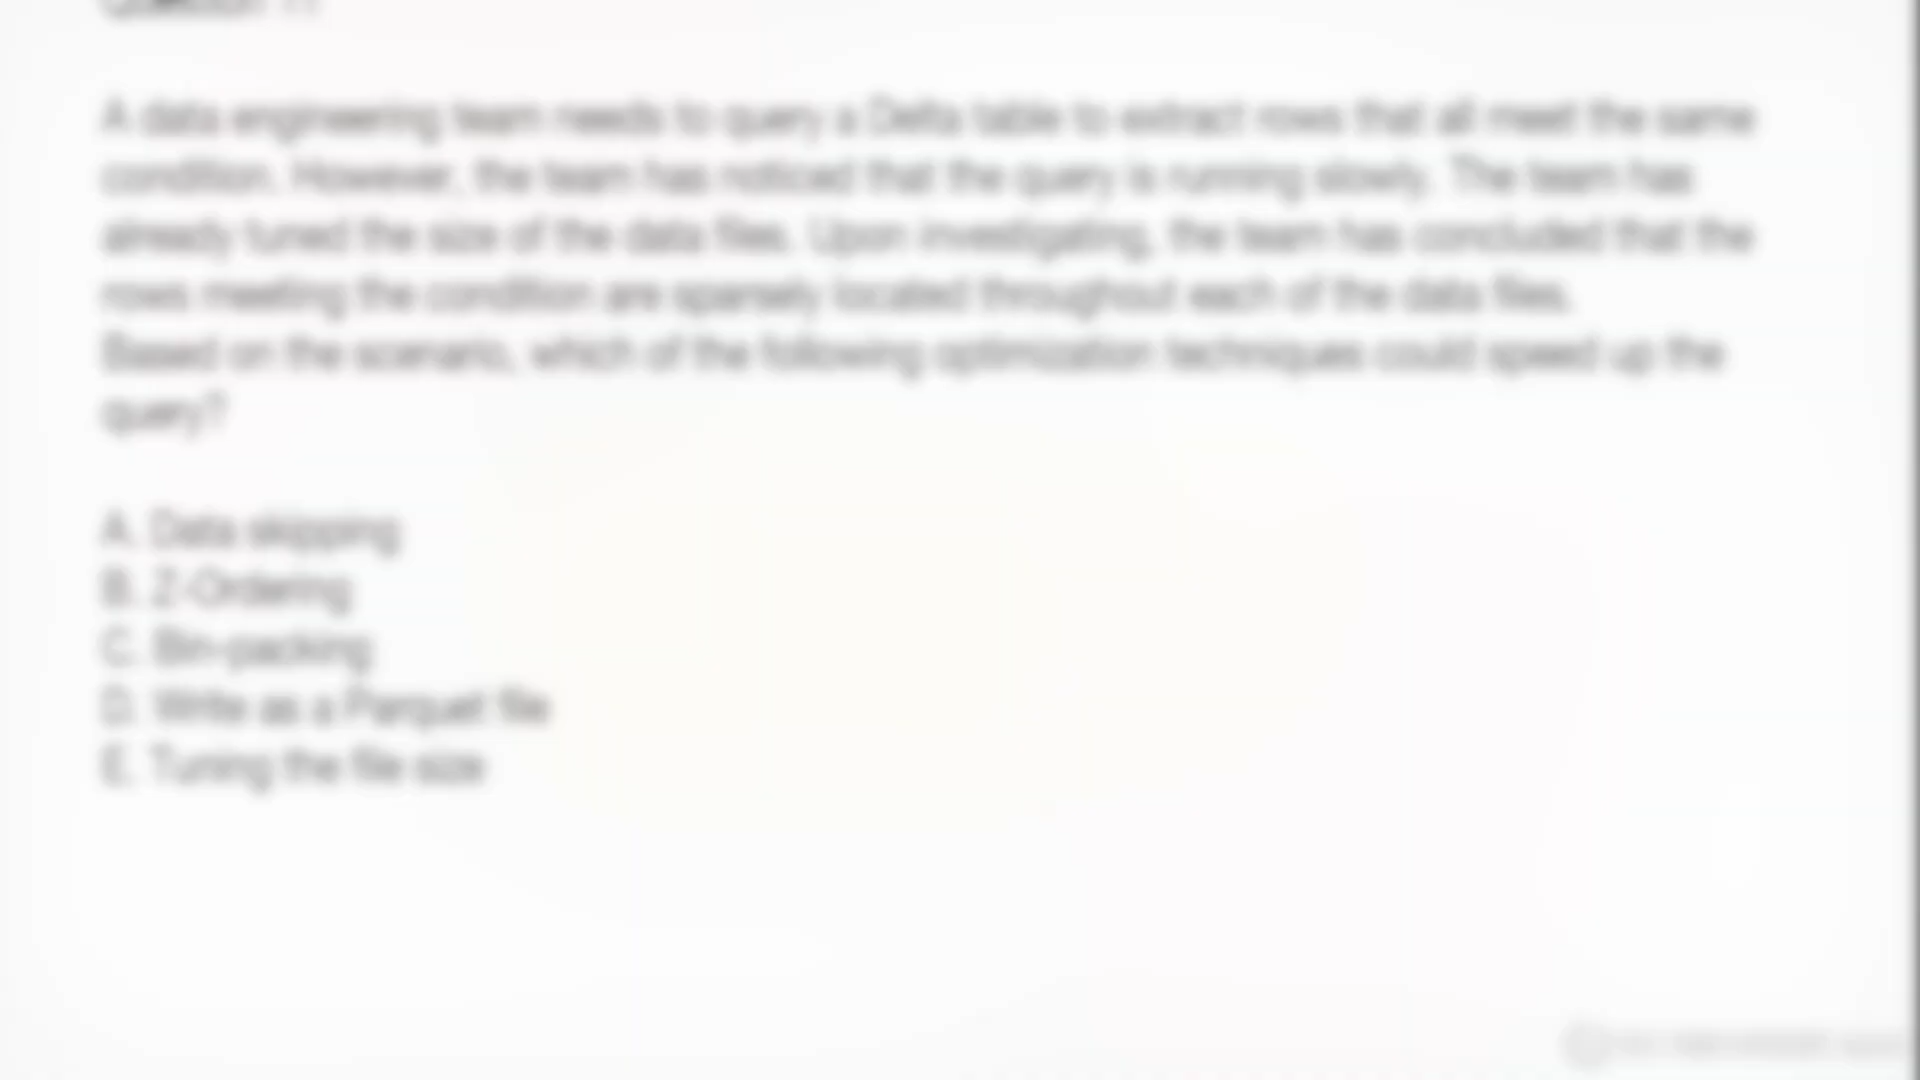 Question 11
A data engineering team needs to query a Delta table to extract rows that all meet the same
condition. However, the team has noticed that the query is running slowly. The team has
already tuned the size of the data files. Upon investigating, the team has concluded that the
rows meeting the condition are sparsely located throughout each of the data files.
Based on the scenario, which of the following optimization techniques could speed up the
query?
A. Data skipping
B. Z-Ordering
C. Bin-packing
D. Write as a Parquet file
E. Tuning the file size